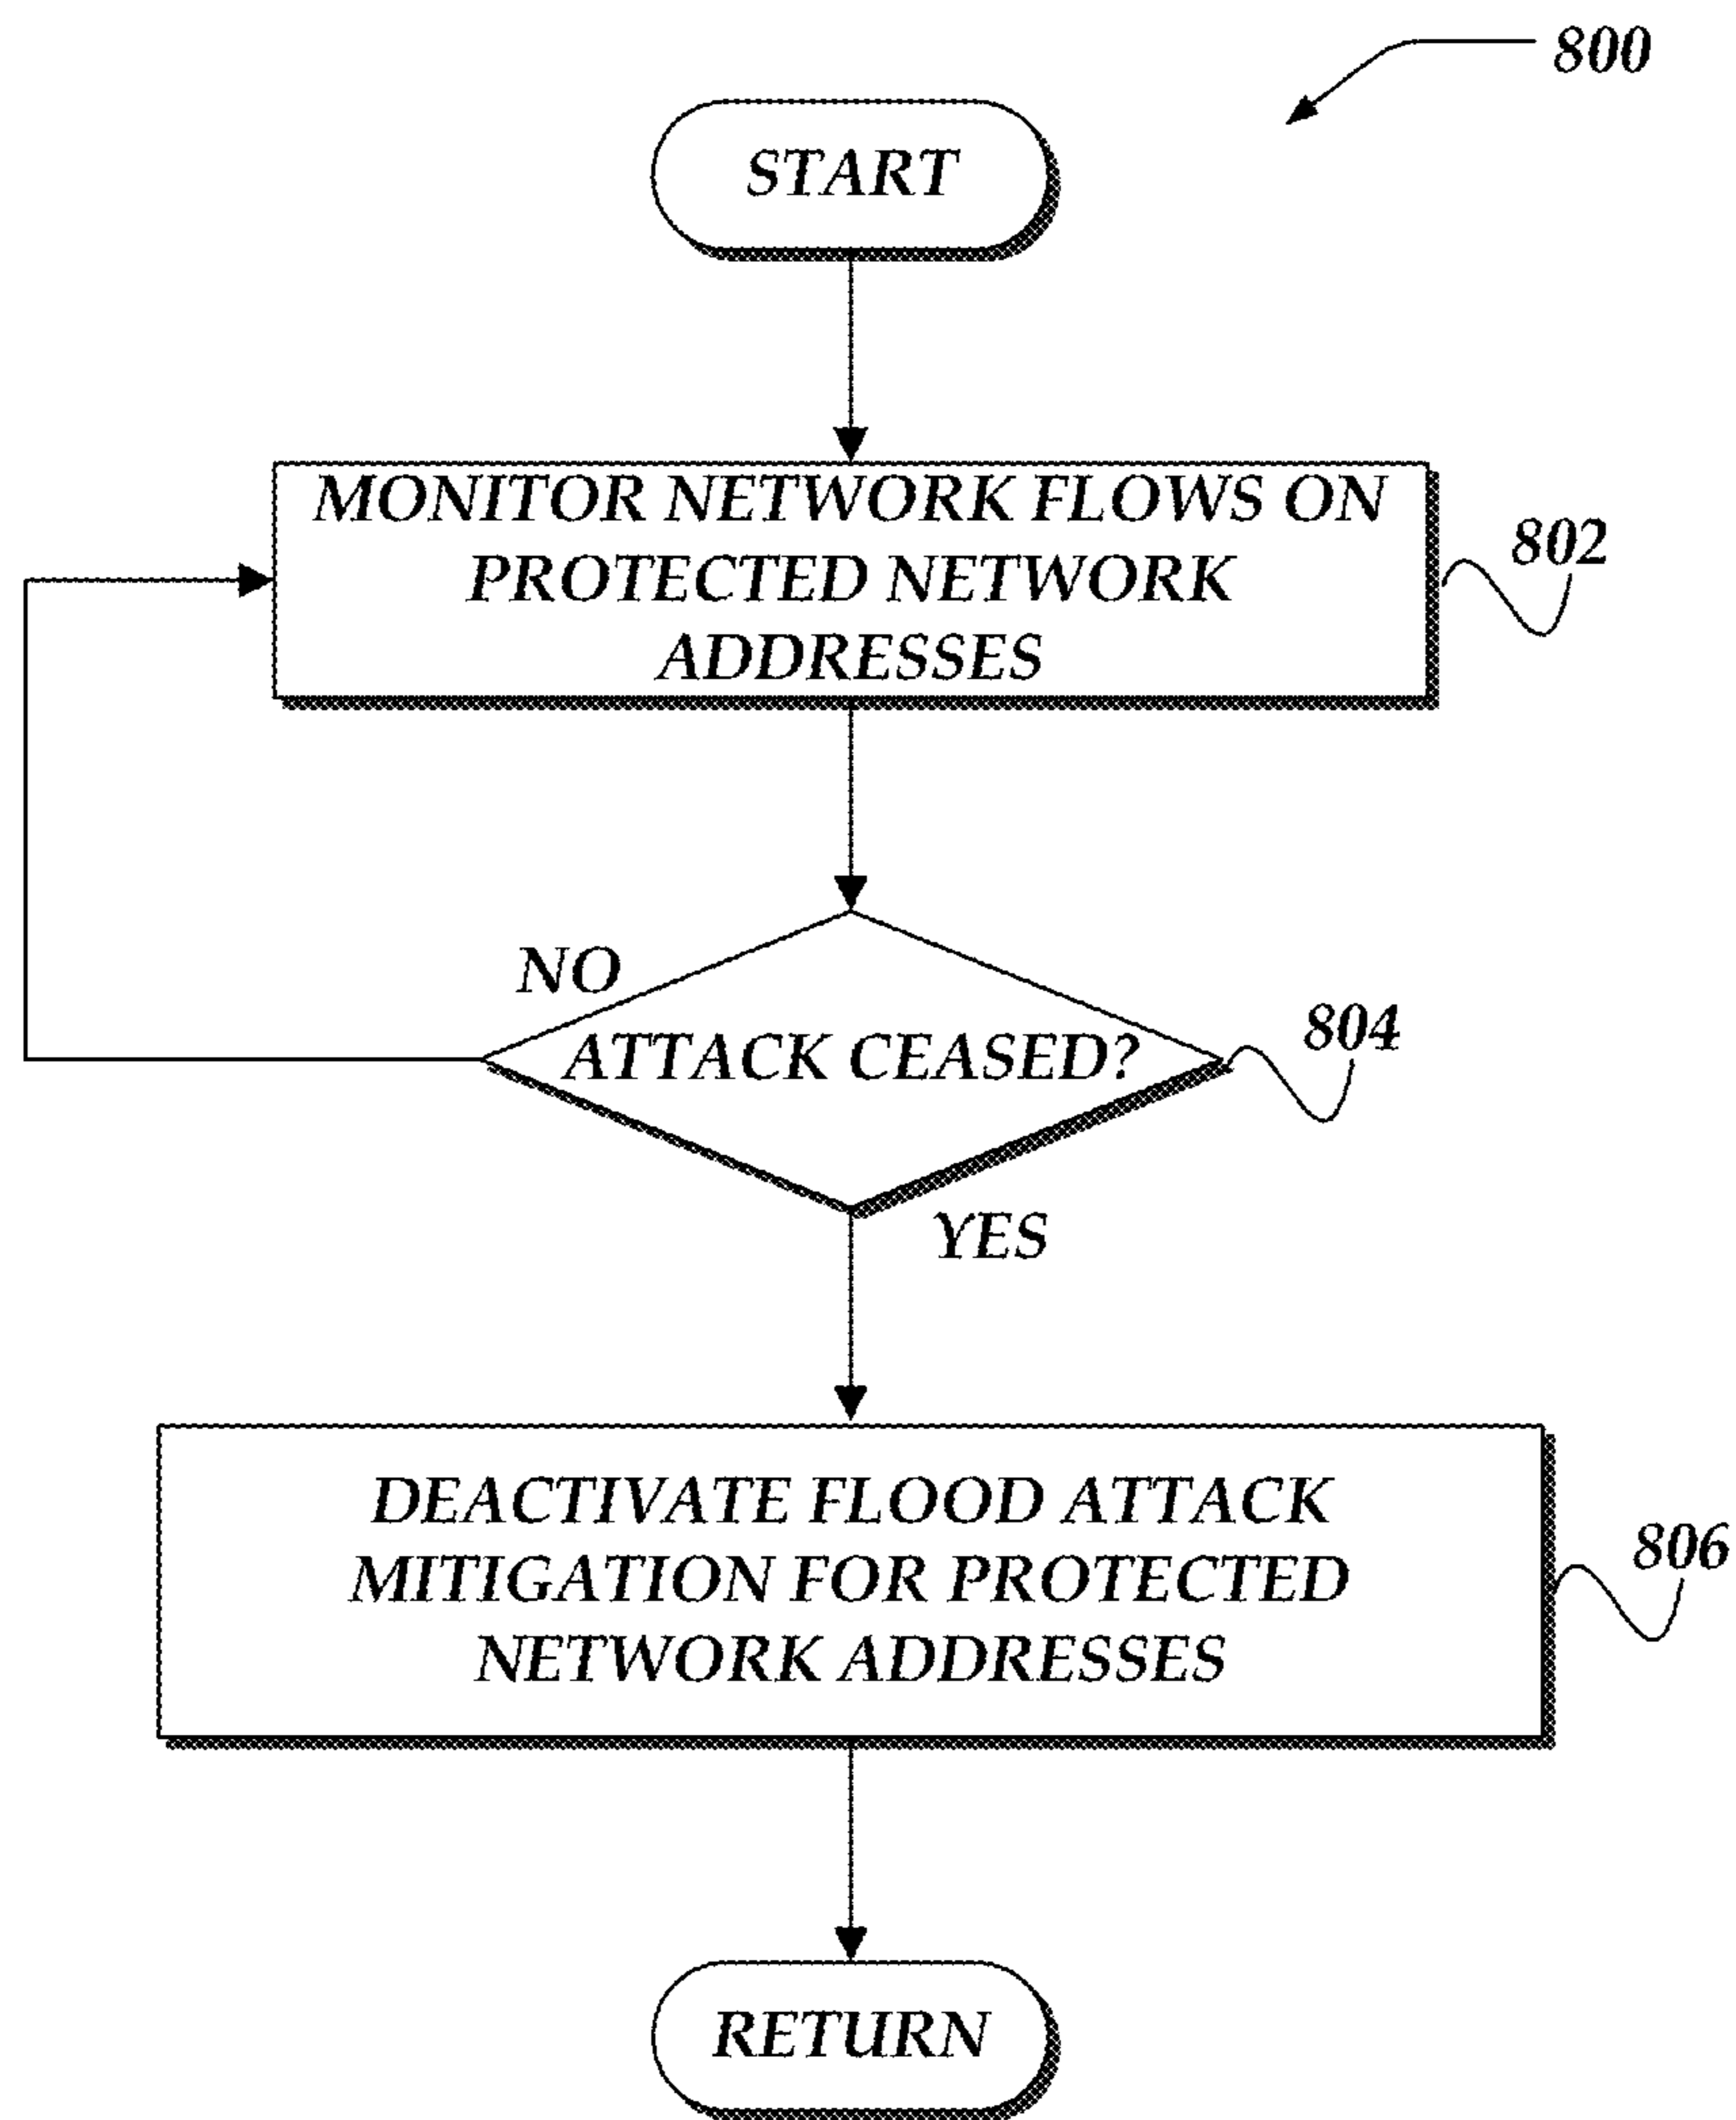 800
START
MONITOR NETWORK FLOWS ON
PROTECTED NETWORK
ADDRESSES
802
NO
ATTACK CEASED?
804
YES
DEACTIVATE FLOOD ATTACK
MITIGATION FOR PROTECTED
NETWORK ADDRESSES
806
RETURN